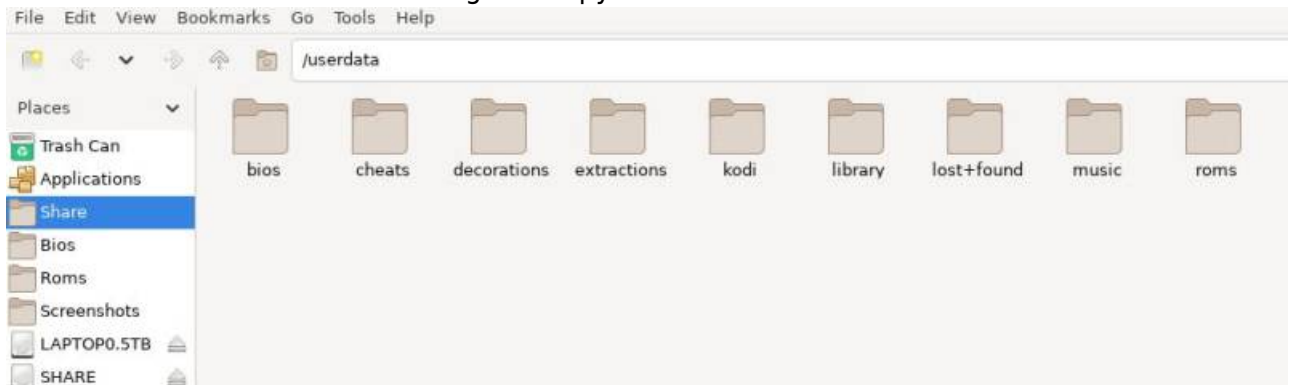 File Edit View Bookmarks Go Tools Help
/userdata
Places
Trash Can
Applications
Share
Bios
Roms
Screenshots
LAPTOP0.5TB
SHARE
bios cheats decorations extractions kodi library lost+found music roms